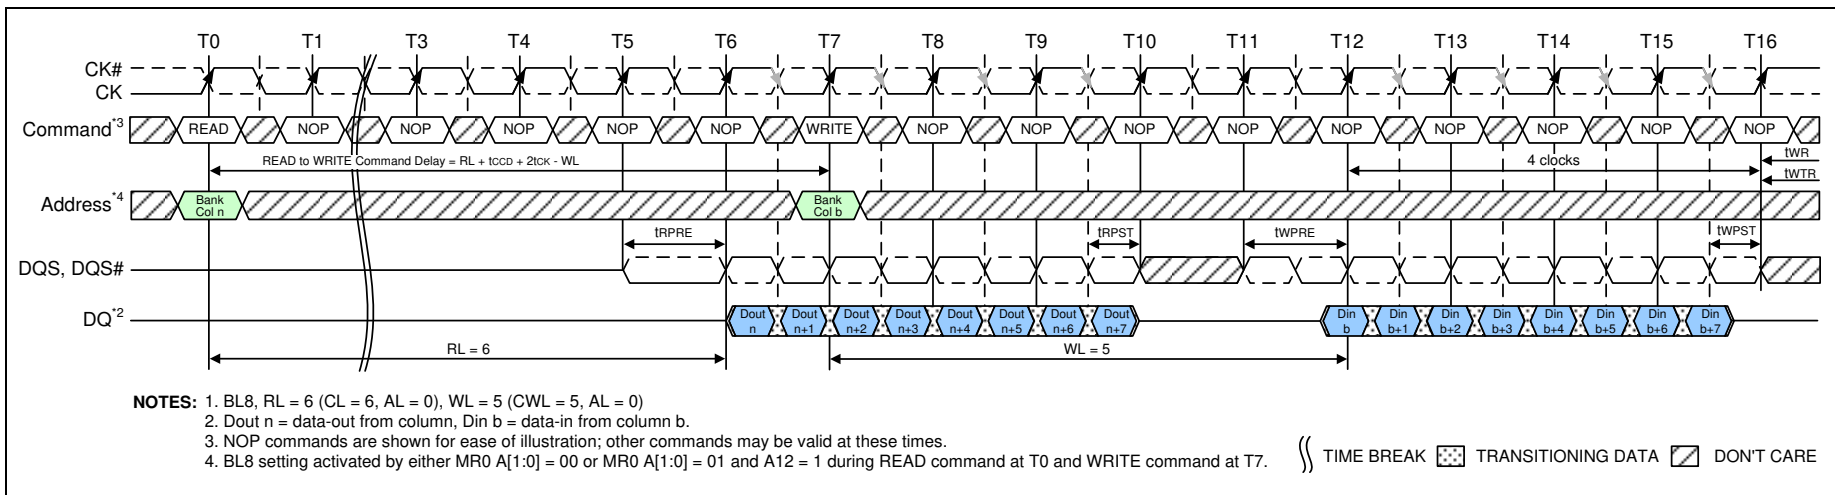 T0 T1 T3 T4 T5 T6 T7 T8 T9 T10 T11 T12 T13 T14 T15 T16
CK#
CK
Command*3 READ NOP NOP NOP NOP NOP WRITE NOP NOP NOP NOP NOP NOP NOP NOP NOP
READ to WRITE Command Delay = RL + tCCD + 2tCK - WL
4 clocks
tWR
tWTR
Address*4
Bank
Col n
Bank
Col b
tRPRE tRPST tWPRE tWPST
DQS, DQS#
DQ*2
Dout
n
Dout
n+1
Dout
n+2
Dout
n+3
Dout
n+4
Dout
n+5
Dout
n+6
Dout
n+7
Din
b
Din
b+1
Din
b+2
Din
b+3
Din
b+4
Din
b+5
Din
b+6
Din
b+7
RL = 6
WL = 5
NOTES: 1. BL8, RL = 6 (CL = 6, AL = 0), WL = 5 (CWL = 5, AL = 0)
2. Dout n = data-out from column, Din b = data-in from column b.
3. NOP commands are shown for ease of illustration; other commands may be valid at these times.
4. BL8 setting activated by either MR0 A[1:0] = 00 or MR0 A[1:0] = 01 and A12 = 1 during READ command at T0 and WRITE command at T7.
TIME BREAK TRANSITIONING DATA DON'T CARE